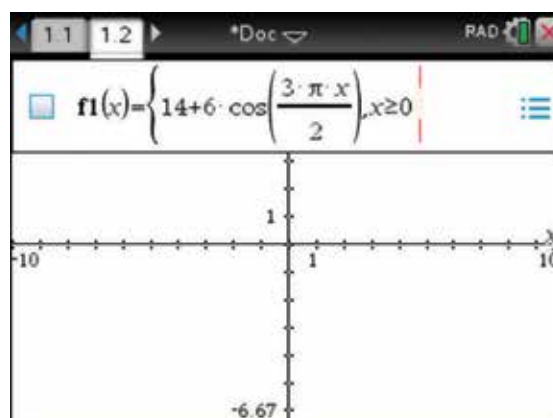 1.1 1.2 *Doc RAD
f1(x)={14+6·cos(3·π·x/2),x≥0
1
x
-10 1 10
-6.67